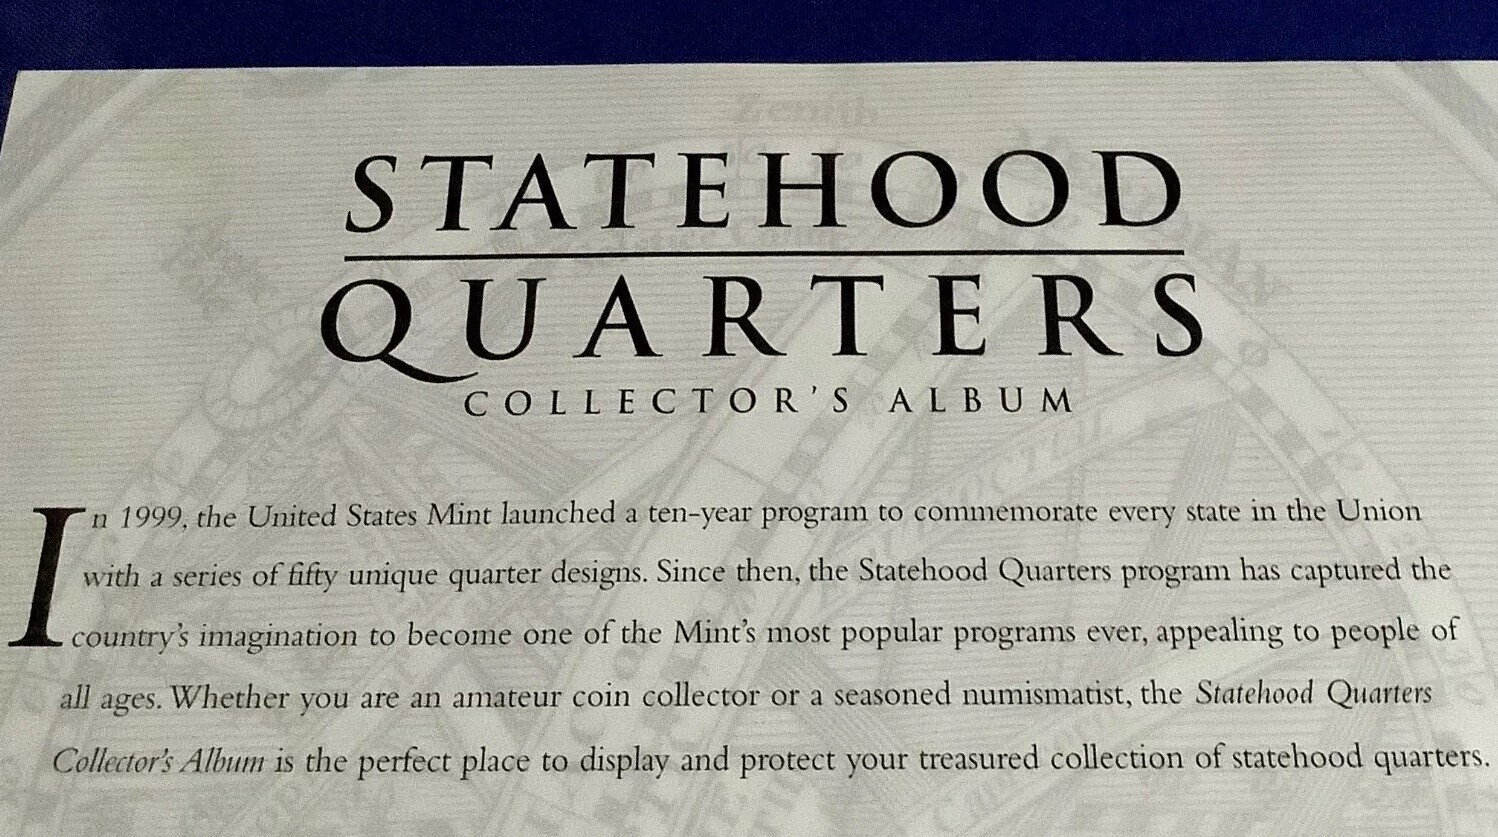 Zenith
STATEHOOD
QUARTERS
COLLECTOR'S ALBUM
In 1999, the United States Mint launched a ten-year program to commemorate every state in the Union
with a series of fifty unique quarter designs. Since then, the Statehood Quarters program has captured the
country's imagination to become one of the Mint's most popular programs ever, appealing to people of
all ages. Whether you are an amateur coin collector or a seasoned numismatist, the Statehood Quarters
Collector's Album is the perfect place to display and protect your treasured collection of statehood quarters.